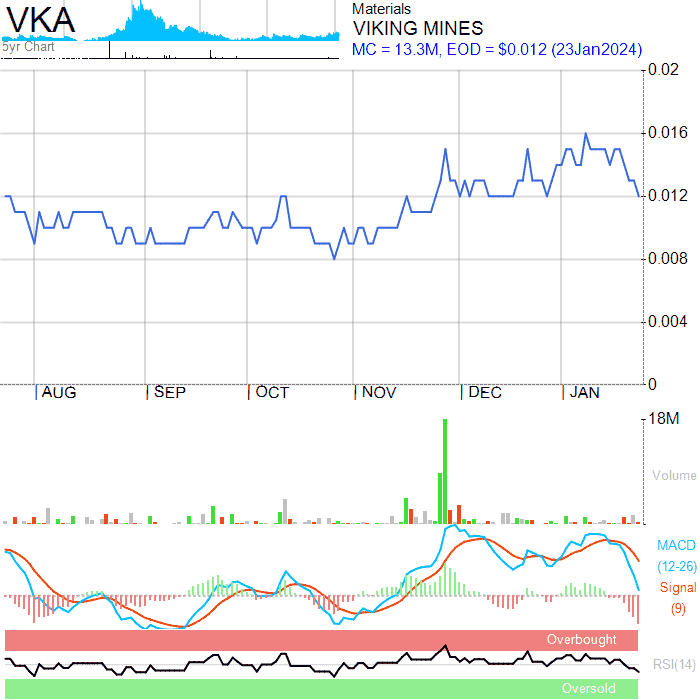 VKA
5yr Chart
Materials
VIKING MINES
MC = 13.3M, EOD = $0.012 (23Jan2024)
0.02
0.016
0.012
0.008
0.004
0
AUG SEP OCT NOV DEC JAN
18M
Volume
MACD
(12-26)
Signal
(9)
Overbought
RSI(14)
Oversold